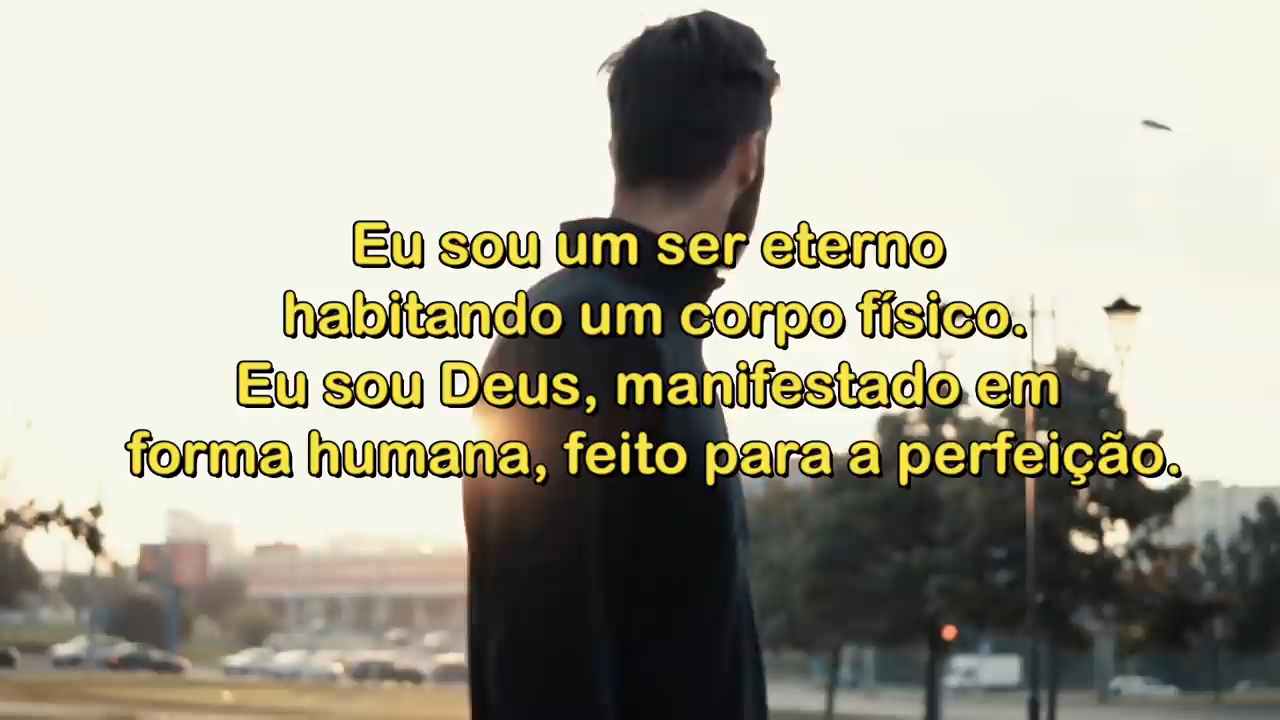 Eu sou um ser eterno
habitando um corpo físico.
Eu sou Deus, manifestado em
forma humana, feito para a perfeição.